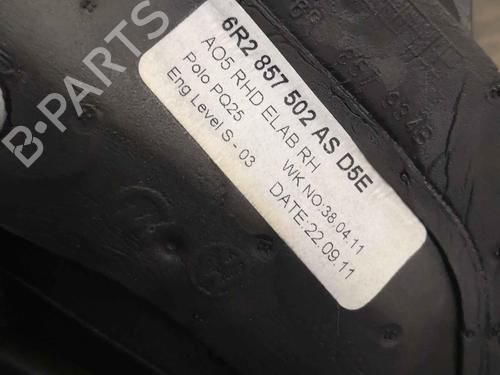 6R2 857 502 AS D5E
AO5 RHD ELAB RH
Polo PQ25
WK NO:38.04.11
Eng Level S - 03
DATE:22.09.11
B-PARTS